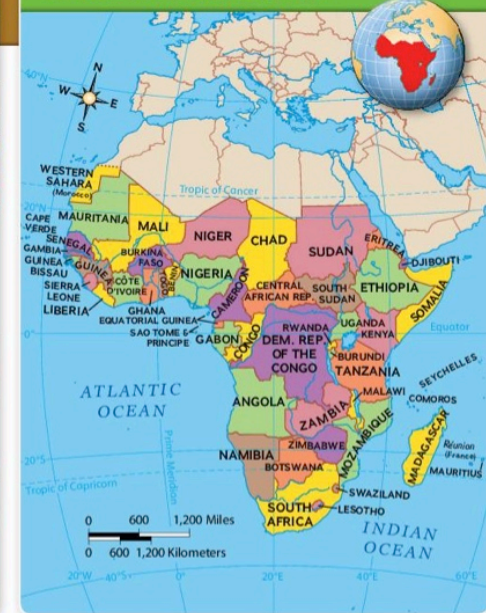 N
W E
S
40°N
WESTERN
SAHARA
(Morocco)
Tropic of Cancer
20°N
CAPE
VERDE
MAURITANIA
MALI
NIGER
CHAD
SUDAN
ERITREA
DJIBOUTI
SENEGAL
GAMBIA
GUINEA
BISSAU
GUINEA
BURKINA
FASO
BENIN
TOGO
NIGERIA
CÔTE
D'IVOIRE
SIERRA
LEONE
LIBERIA
GHANA
CAMEROON
CENTRAL
AFRICAN REP.
SOUTH
SUDAN
ETHIOPIA
SOMALIA
EQUATORIAL GUINEA
SAO TOME &
PRINCIPE
GABON
CONGO
RWANDA
DEM. REP.
OF THE
CONGO
UGANDA
KENYA
Equator
0°
BURUNDI
TANZANIA
SEYCHELLES
MALAWI
COMOROS
ATLANTIC
OCEAN
ANGOLA
ZAMBIA
MOZAMBIQUE
MADAGASCAR
Réunion
(France)
MAURITIUS
Prime Meridian
ZIMBABWE
NAMIBIA
BOTSWANA
20°S
Tropic of Capricorn
SWAZILAND
LESOTHO
SOUTH
AFRICA
INDIAN
OCEAN
0 600 1,200 Miles
0 600 1,200 Kilometers
20°W
40°S
0°
20°E
40°E
60°E